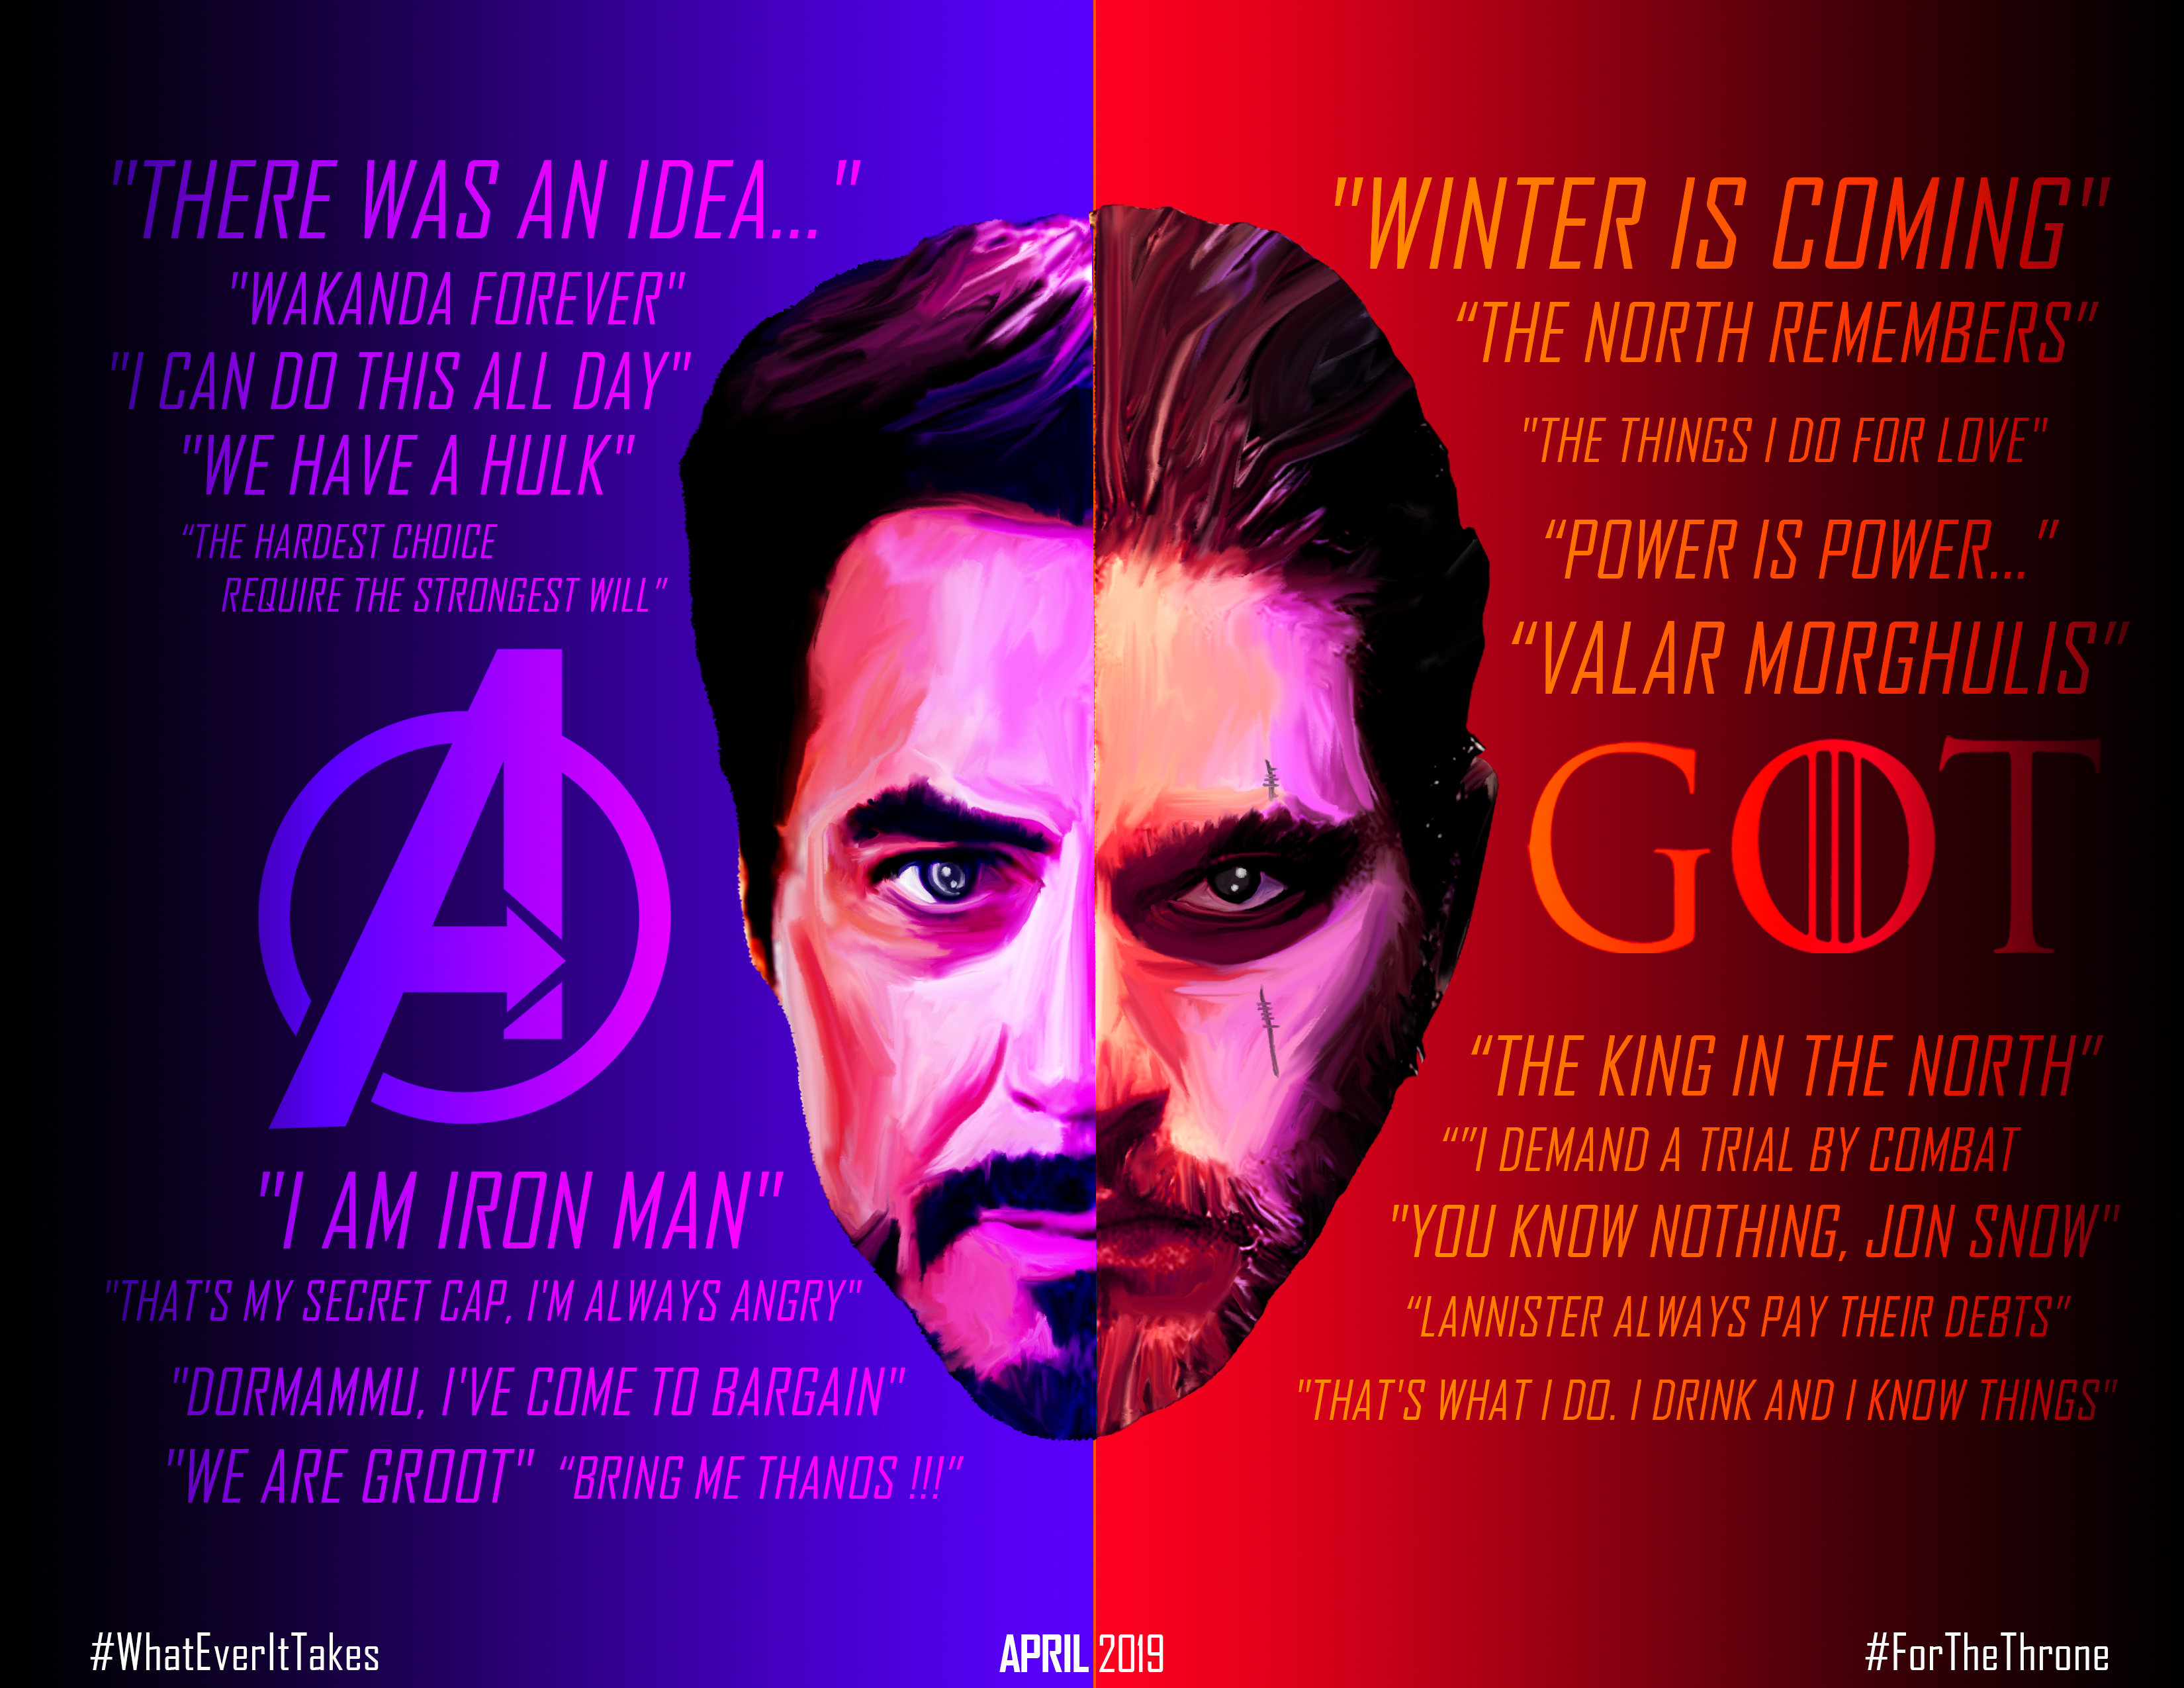 "THERE WAS AN IDEA..."
"WAKANDA FOREVER"
"I CAN DO THIS ALL DAY"
"WE HAVE A HULK"
“THE HARDEST CHOICE
REQUIRE THE STRONGEST WILL”
A
"I AM IRON MAN"
"THAT'S MY SECRET CAP, I'M ALWAYS ANGRY"
"DORMAMMU, I'VE COME TO BARGAIN"
"WE ARE GROOT" “BRING ME THANOS !!!”
"WINTER IS COMING"
“THE NORTH REMEMBERS”
"THE THINGS I DO FOR LOVE"
“POWER IS POWER...”
“VALAR MORGHULIS”
GOT
“THE KING IN THE NORTH”
“”I DEMAND A TRIAL BY COMBAT
"YOU KNOW NOTHING, JON SNOW"
“LANNISTER ALWAYS PAY THEIR DEBTS”
"THAT'S WHAT I DO. I DRINK AND I KNOW THINGS"
#WhatEverItTakes
APRIL 2019
#ForTheThrone